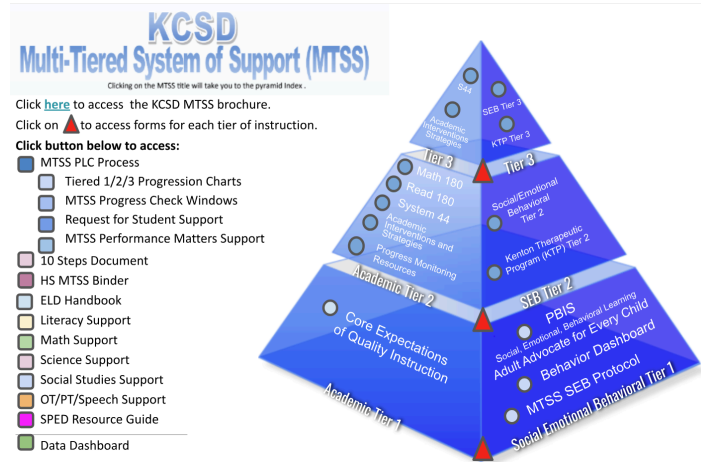 KCSD
Multi-Tiered System of Support (MTSS)
Clicking on the MTSS title will take you to the pyramid Index .
Click here to access the KCSD MTSS brochure.
Click on to access forms for each tier of instruction.
Click button below to access:
MTSS PLC Process
Tiered 1/2/3 Progression Charts
MTSS Progress Check Windows
Request for Student Support
MTSS Performance Matters Support
10 Steps Document
HS MTSS Binder
ELD Handbook
Literacy Support
Math Support
Science Support
Social Studies Support
OT/PT/Speech Support
SPED Resource Guide
Data Dashboard
S44
Academic
Interventions
Strategies
Tier 3
SEB Tier 3
KTP Tier 3
Tier 3
Math 180
Read 180
System 44
Academic
Interventions and
Strategies
Progress Monitoring
Resources
Academic Tier 2
Social/Emotional
Behavioral
Tier 2
Kenton Therapeutic
Program (KTP) Tier 2
SEB Tier 2
Core Expectations
of Quality Instruction
Academic Tier 1
PBIS
Social, Emotional, Behavioral Learning
Adult Advocate for Every Child
Behavior Dashboard
MTSS SEB Protocol
Social Emotional Behavioral Tier 1